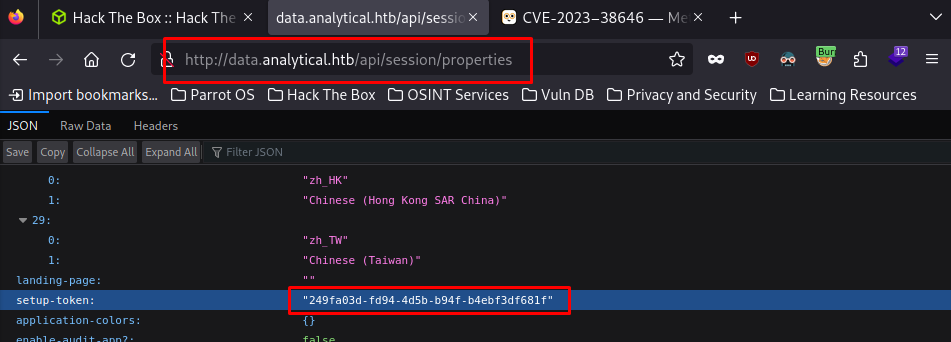 Hack The Box :: Hack The
data.analytical.htb/api/sessi
CVE-2023–38646 — Me
http://data.analytical.htb/api/session/properties
12
Import bookmarks... Parrot OS Hack The Box OSINT Services Vuln DB Privacy and Security Learning Resources
JSON Raw Data Headers
Save Copy Collapse All Expand All Filter JSON
0: "zh_HK"
1: "Chinese (Hong Kong SAR China)"
29:
0: "zh_TW"
1: "Chinese (Taiwan)"
landing-page: ""
setup-token: "249fa03d-fd94-4d5b-b94f-b4ebf3df681f"
application-colors: {}
enable-audit-app?: false